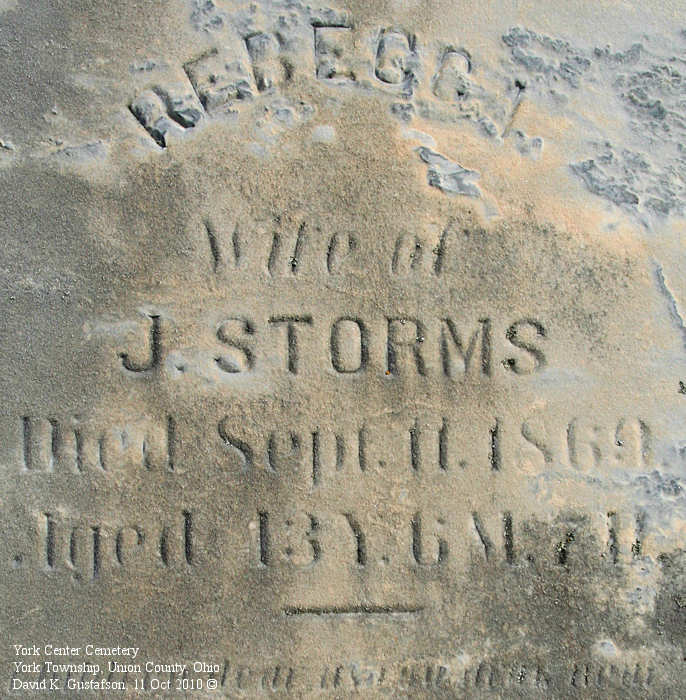 REBECCA
Wife of
J. STORMS
Died Sept. 11. 1869
Aged 43 Y. 6 M. 7 D.
York Center Cemetery
York Township, Union County, Ohio
David K. Gustafson, 11 Oct 2010 ©